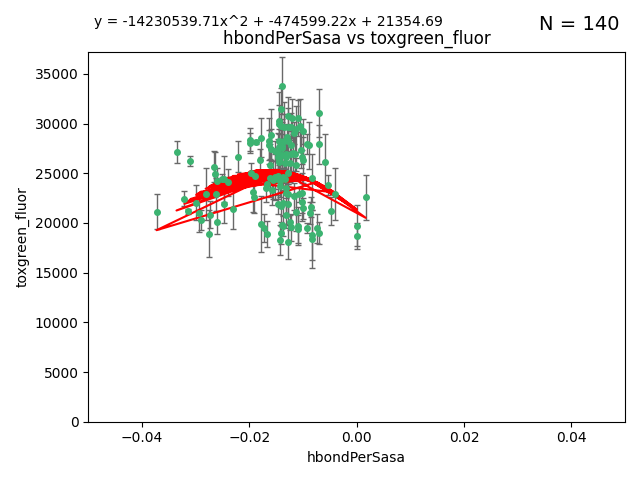 y = -14230539.71x^2 + -474599.22x + 21354.69
N = 140
hbondPerSasa vs toxgreen_fluor
toxgreen_fluor
35000
30000
25000
20000
15000
10000
5000
0
−0.04
−0.02
0.00
0.02
0.04
hbondPerSasa